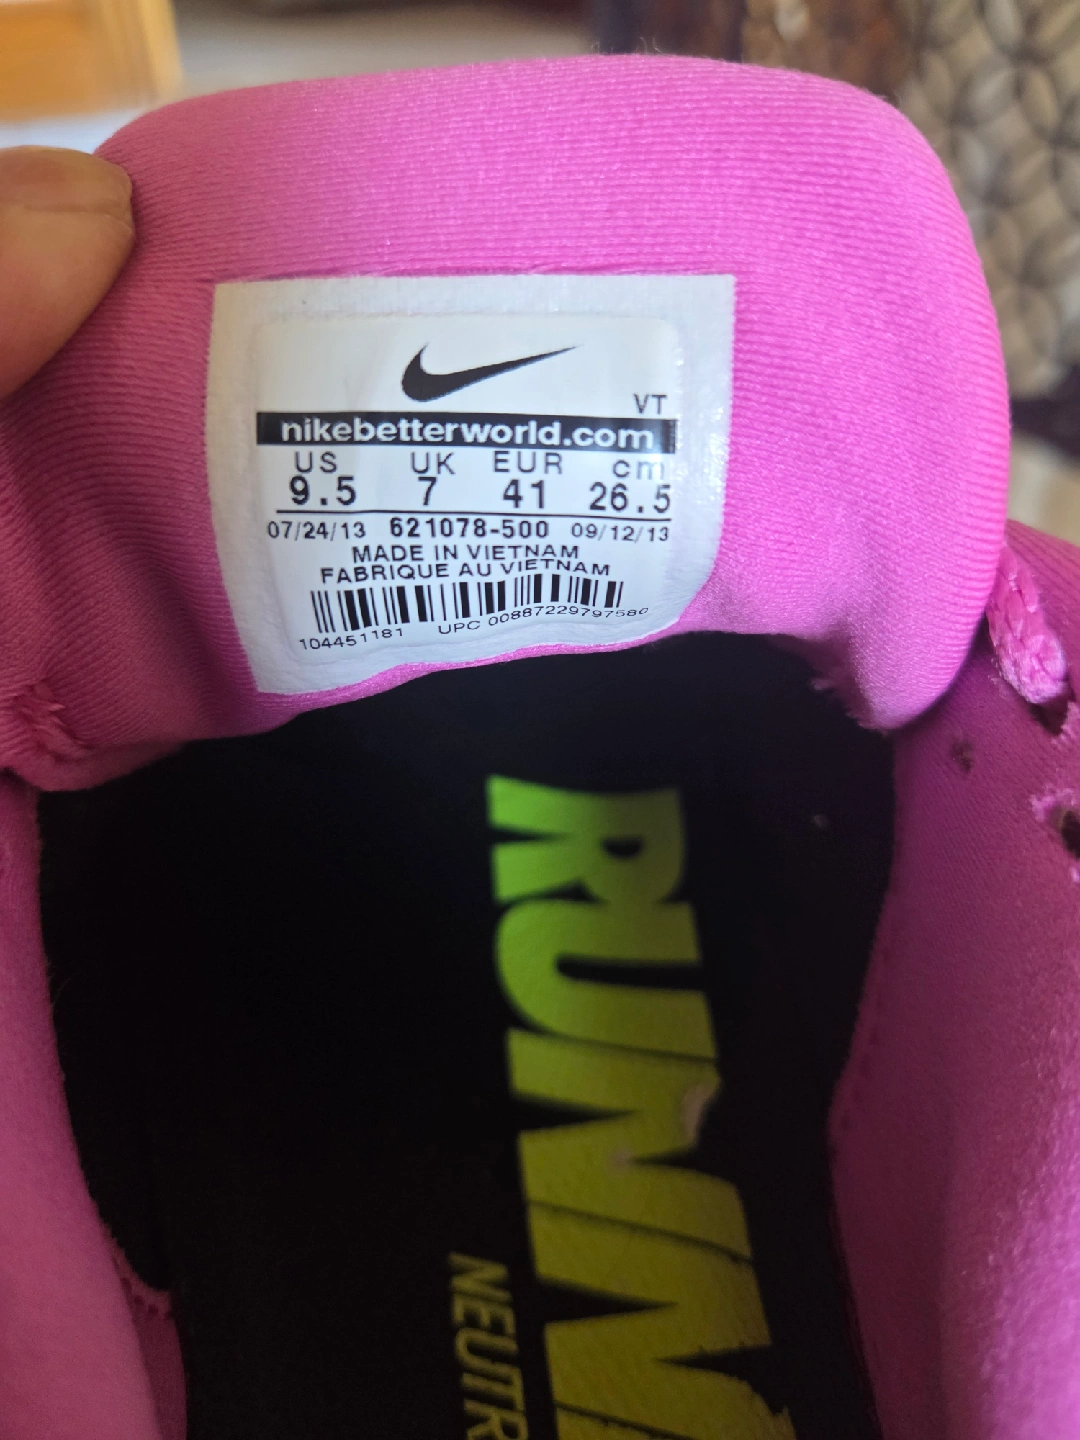 VT
nikebetterworld.com
US UK EUR cm
9.5 7 41 26.5
07/24/13 621078-500 09/12/13
MADE IN VIETNAM
FABRIQUE AU VIETNAM
104451181 UPC 00887229797580
RUNNIN
NEUTR